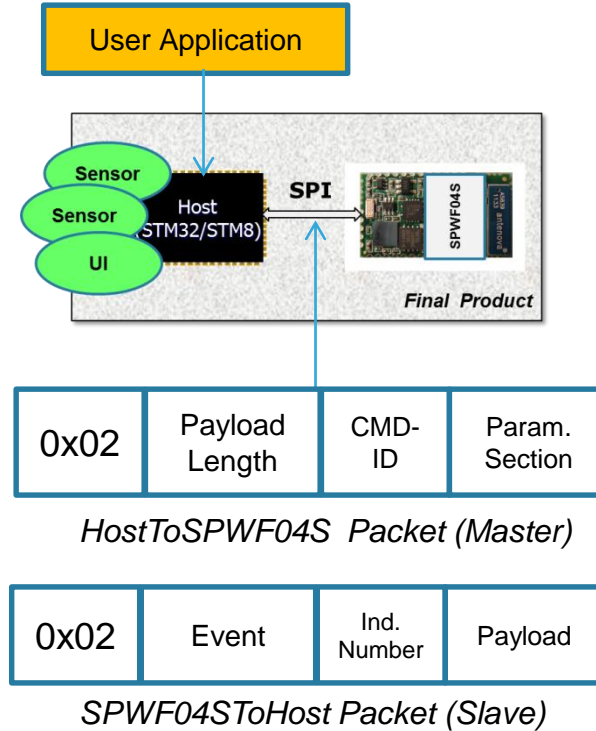 User Application
Sensor
Sensor
UI
Host
(STM32/STM8)
SPI
SPWF04S
antenova
Final Product
0x02
Payload
Length
CMD-
ID
Param.
Section
HostToSPWF04S Packet (Master)
0x02
Event
Ind.
Number
Payload
SPWF04SToHost Packet (Slave)